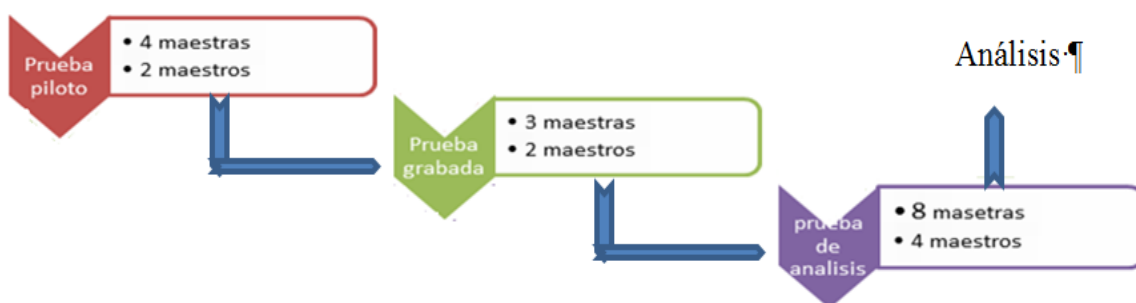 Prueba
piloto
• 4 maestras
• 2 maestros
Prueba
grabada
• 3 maestras
• 2 maestros
prueba
de
analisis
• 8 masetras
• 4 maestros
Análisis·¶